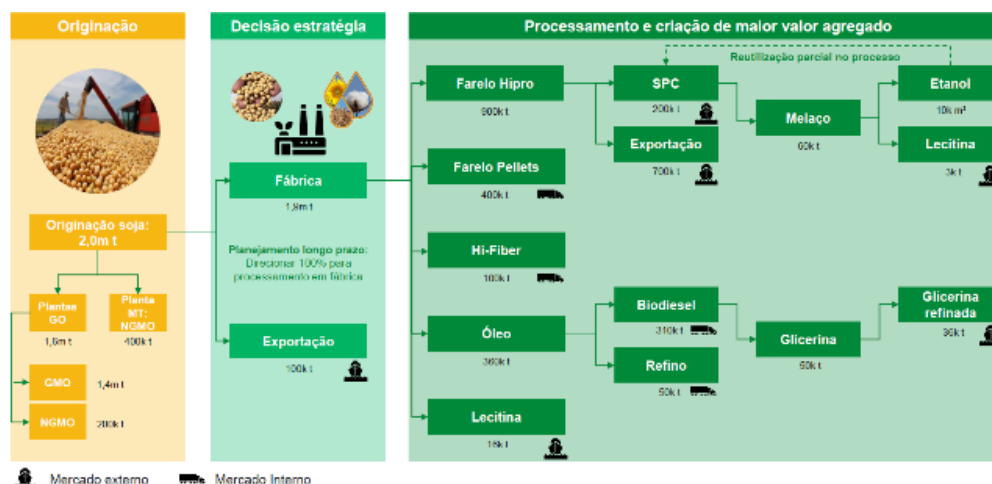 Originação
Originação soja:
2,0m t
Plantas
GO
1,6m t
Planta
MT:
NGMO
400k t
GMO
1,4m t
NGMO
200k t
Decisão estratégia
Fábrica
1,9m t
Planejamento longo prazo:
Direcionar 100% para
processamento em fábrica
Exportação
100k t
Processamento e criação de maior valor agregado
Reutilização parcial no processo
Farelo Hipro
900k t
SPC
200k t
Exportação
700k t
Melaço
60k t
Etanol
10k m³
Lecitina
3k t
Farelo Pellets
400k t
Hi-Fiber
100k t
Óleo
360k t
Biodiesel
310k t
Refino
50k t
Glicerina
50k t
Glicerina
refinada
36k t
Lecitina
16k t
Mercado externo
Mercado Interno